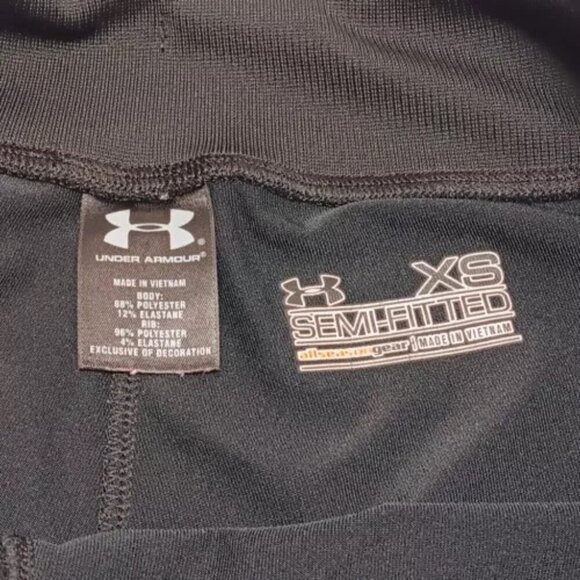 UNDER ARMOUR®
MADE IN VIETNAM
BODY:
88% POLYESTER
12% ELASTANE
RIB:
96% POLYESTER
4% ELASTANE
EXCLUSIVE OF DECORATION
XS
SEMI-FITTED
allseasongear MADE IN VIETNAM